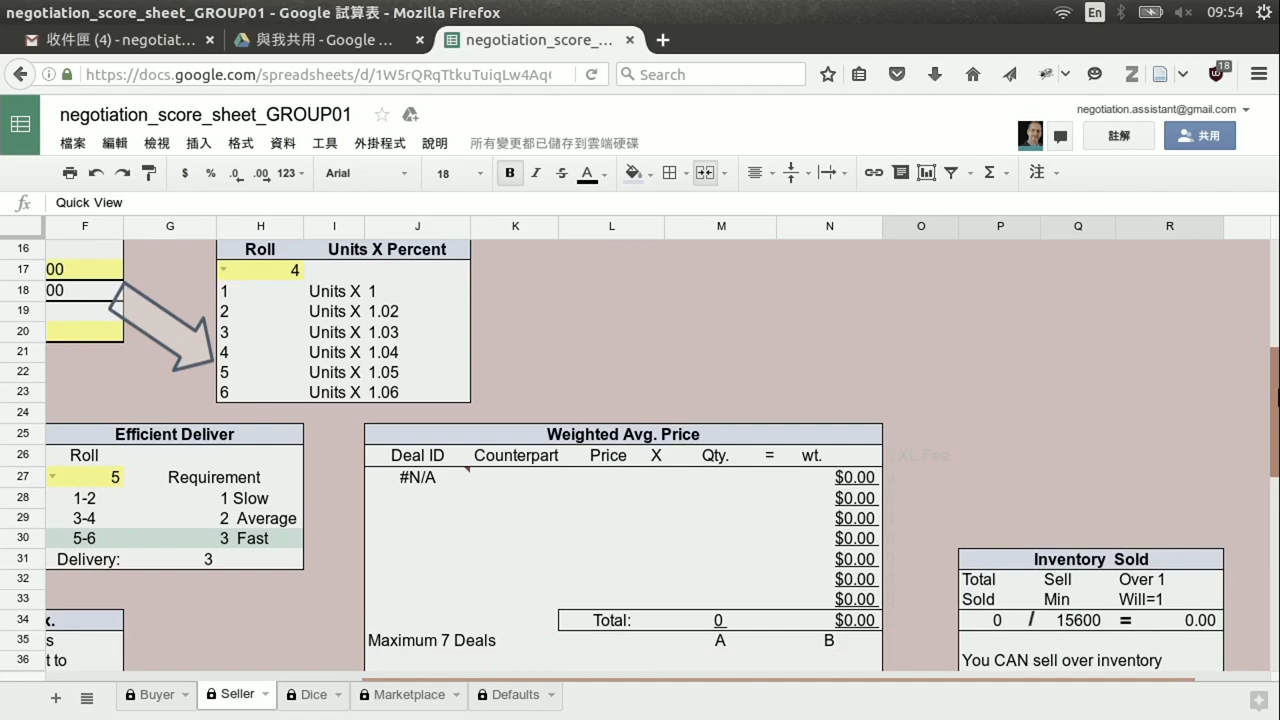 negotiation_score_sheet_GROUP01 - Google 試算表 - Mozilla Firefox
En
09:54
收件匣 (4) - negotiat…
與我共用 - Google …
negotiation_score_…
https://docs.google.com/spreadsheets/d/1W5rQRqTtkuTuiqLw4Aq
Search
18
negotiation_score_sheet_GROUP01
negotiation.assistant@gmail.com
檔案 編輯 檢視 插入 格式 資料 工具 外掛程式 說明 所有變更都已儲存到雲端硬碟
註解
共用
$ % .0 .00 123 Arial 18 B I S A Σ 注
fx Quick View
F G H I J K L M N O P Q R
16 Roll Units X Percent
17 00 4
18 00 1 Units X 1
19 2 Units X 1.02
20 3 Units X 1.03
21 4 Units X 1.04
22 5 Units X 1.05
23 6 Units X 1.06
24
25 Efficient Deliver Weighted Avg. Price
26 Roll Deal ID Counterpart Price X Qty. = wt. XL Fee
27 5 Requirement #N/A $0.00
28 1-2 1 Slow $0.00
29 3-4 2 Average $0.00
30 5-6 3 Fast $0.00
31 Delivery: 3 $0.00 Inventory Sold
32 $0.00 Total Sell Over 1
33 $0.00 Sold Min Will=1
34 x. Total: 0 $0.00 0 / 15600 = 0.00
35 s Maximum 7 Deals A B
36 t to You CAN sell over inventory
+ Buyer Seller Dice Marketplace Defaults